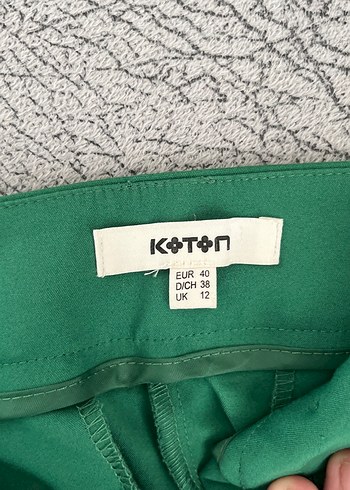 KOTON
EUR 40
D/CH 38
UK 12